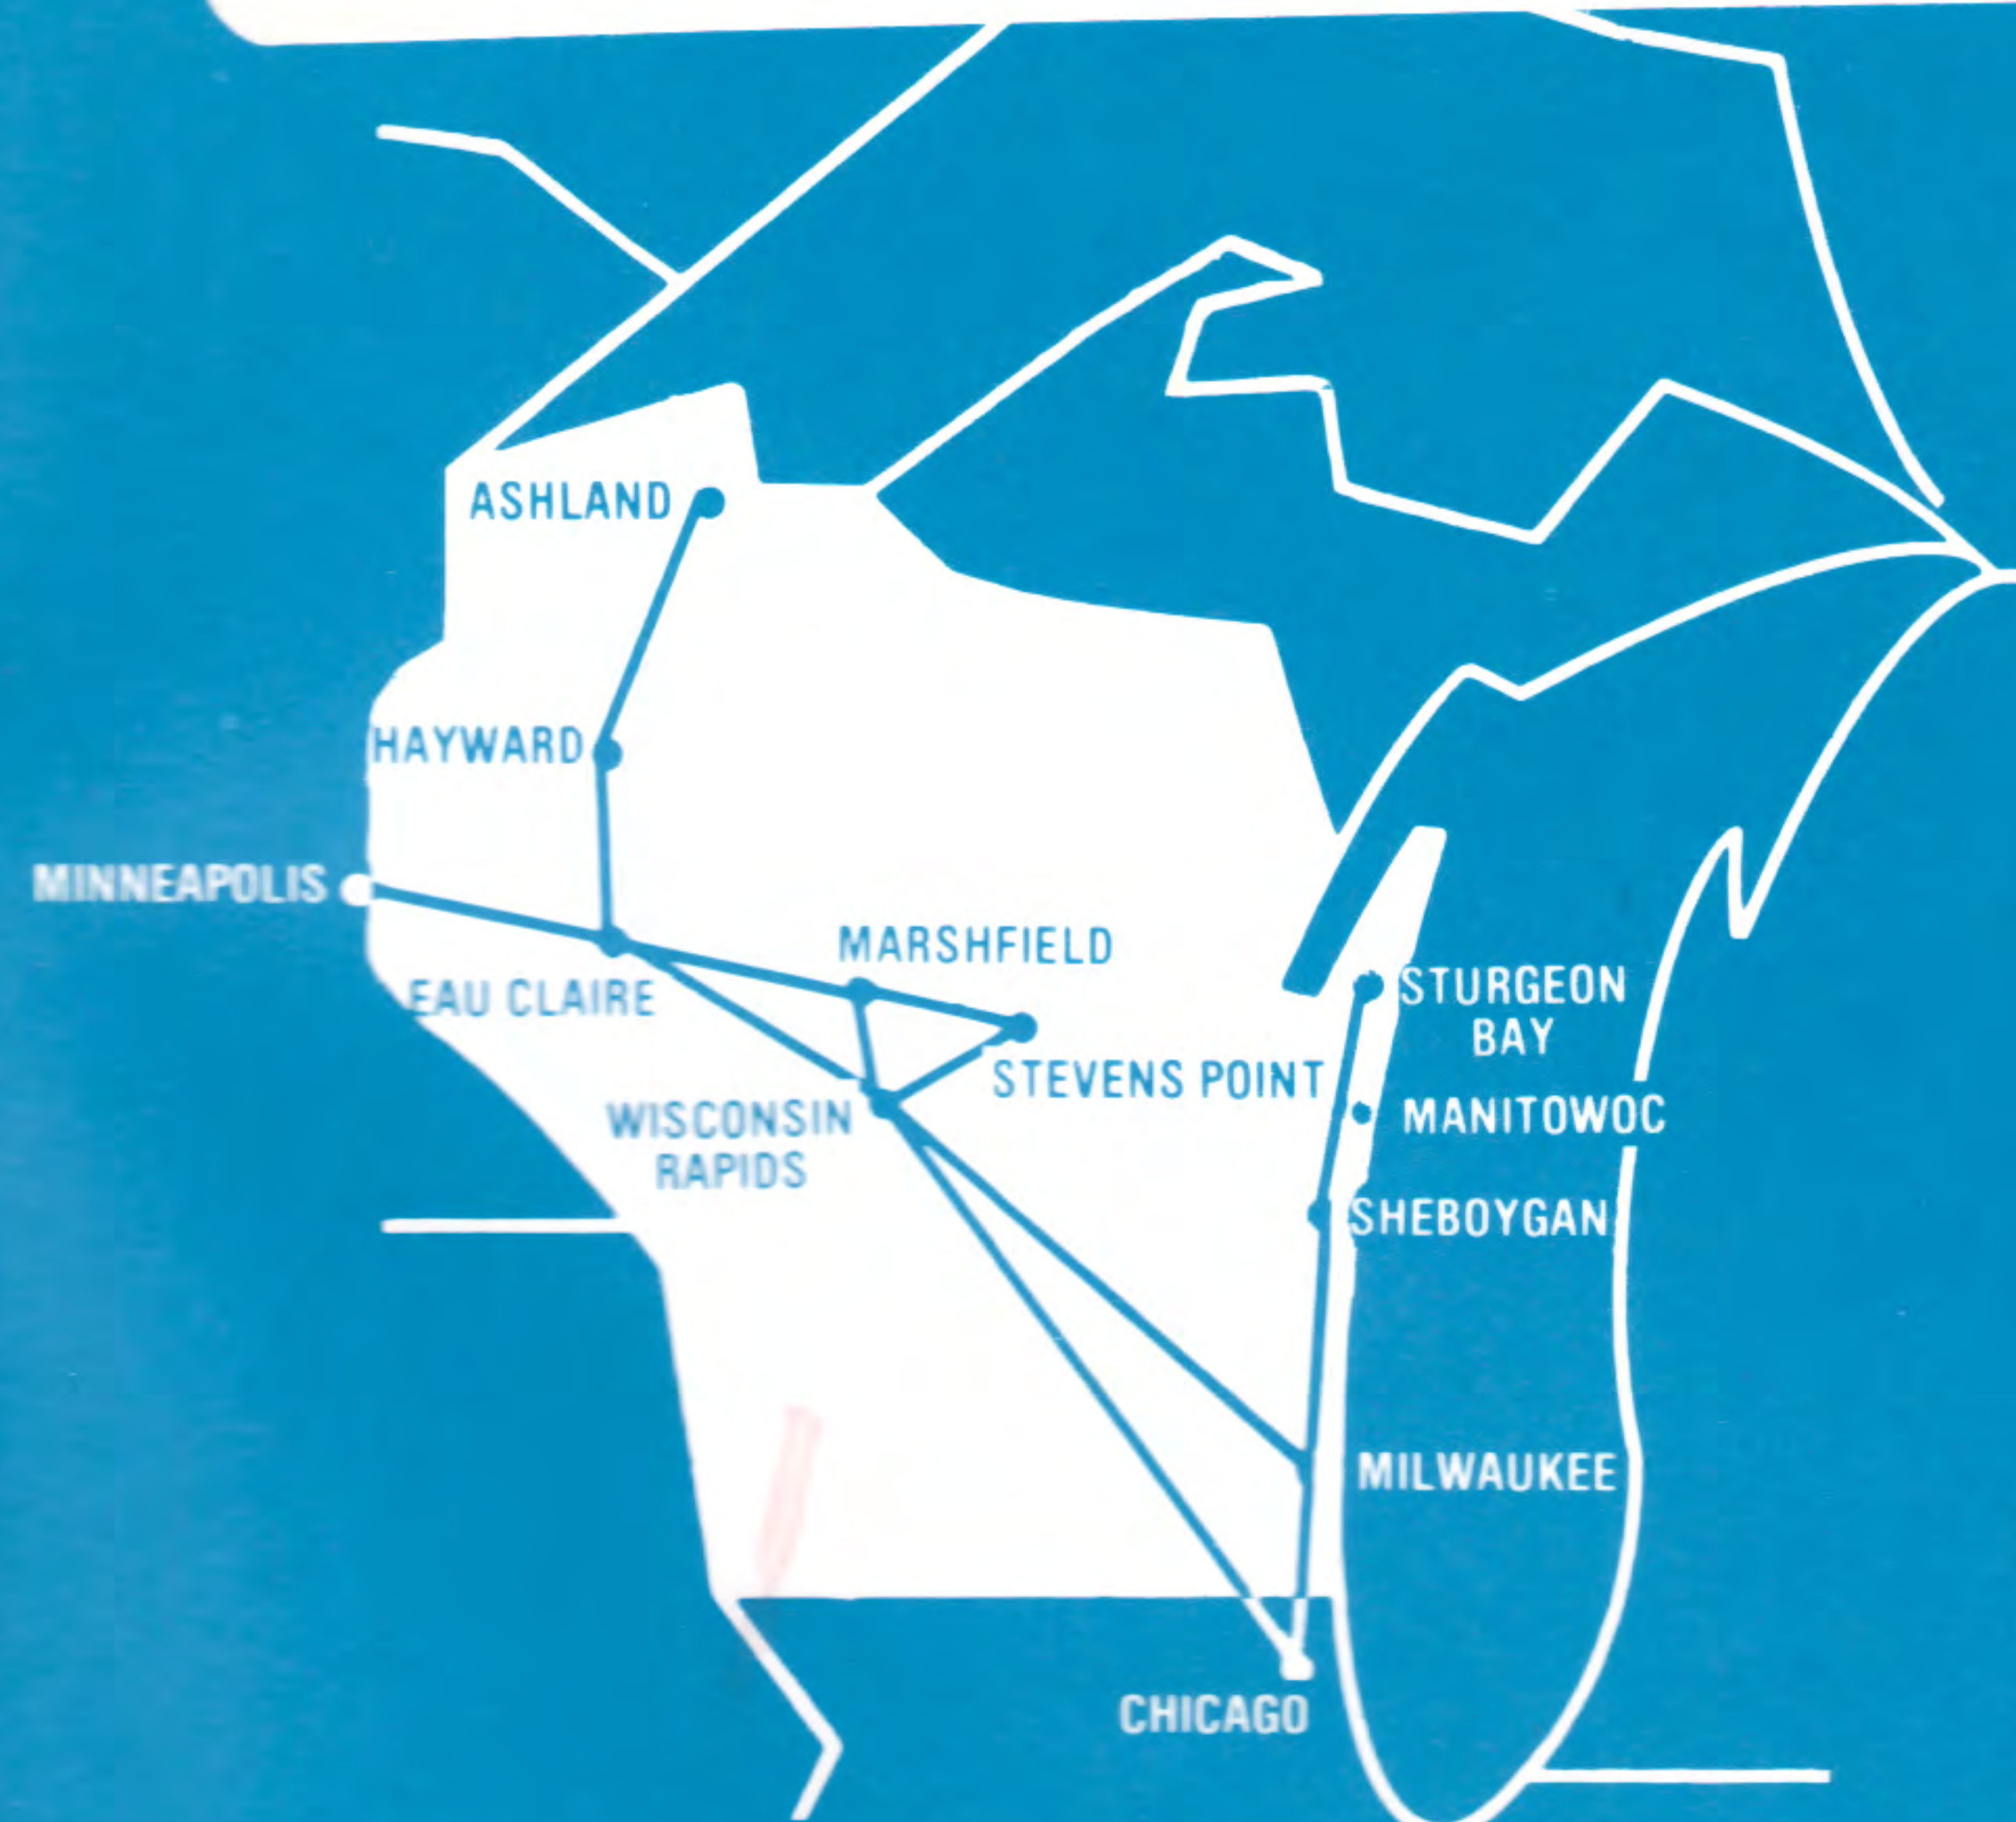 ASHLAND
HAYWARD
MINNEAPOLIS
EAU CLAIRE
MARSHFIELD
STEVENS POINT
WISCONSIN
RAPIDS
STURGEON
BAY
MANITOWOC
SHEBOYGAN
MILWAUKEE
CHICAGO